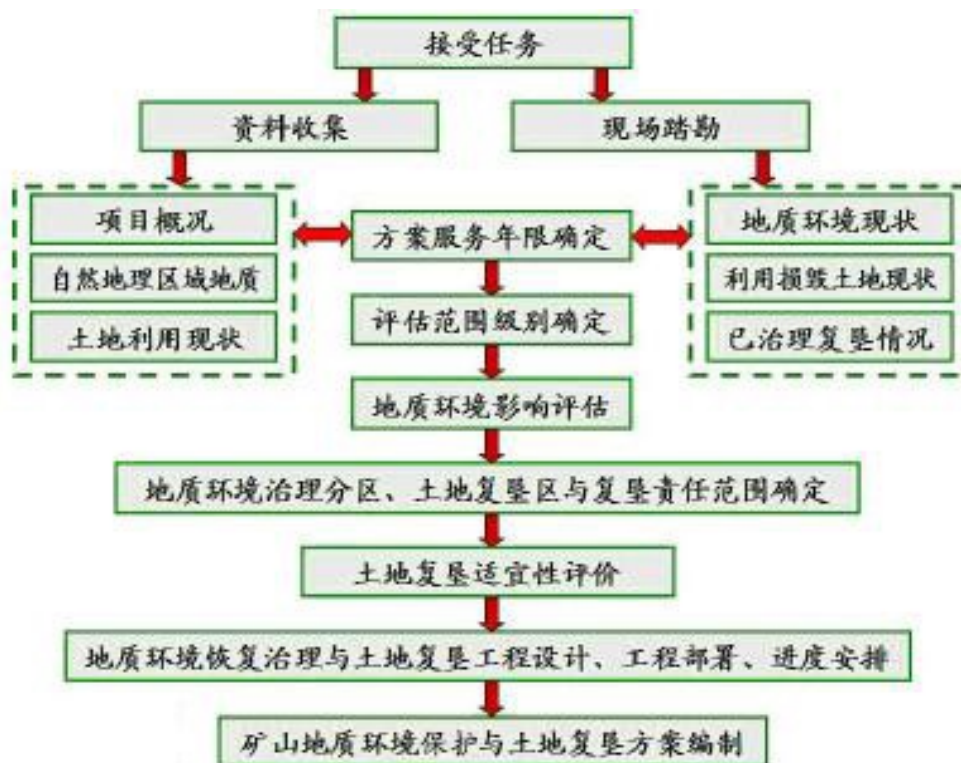 接受任务
资料收集
现场踏勘
项目概况
自然地理区域地质
土地利用现状
方案服务年限确定
地质环境现状
利用损毁土地现状
已治理复垦情况
评估范围级别确定
地质环境影响评估
地质环境治理分区、土地复垦区与复垦责任范围确定
土地复垦适宜性评价
地质环境恢复治理与土地复垦工程设计、工程部署、进度安排
矿山地质环境保护与土地复垦方案编制